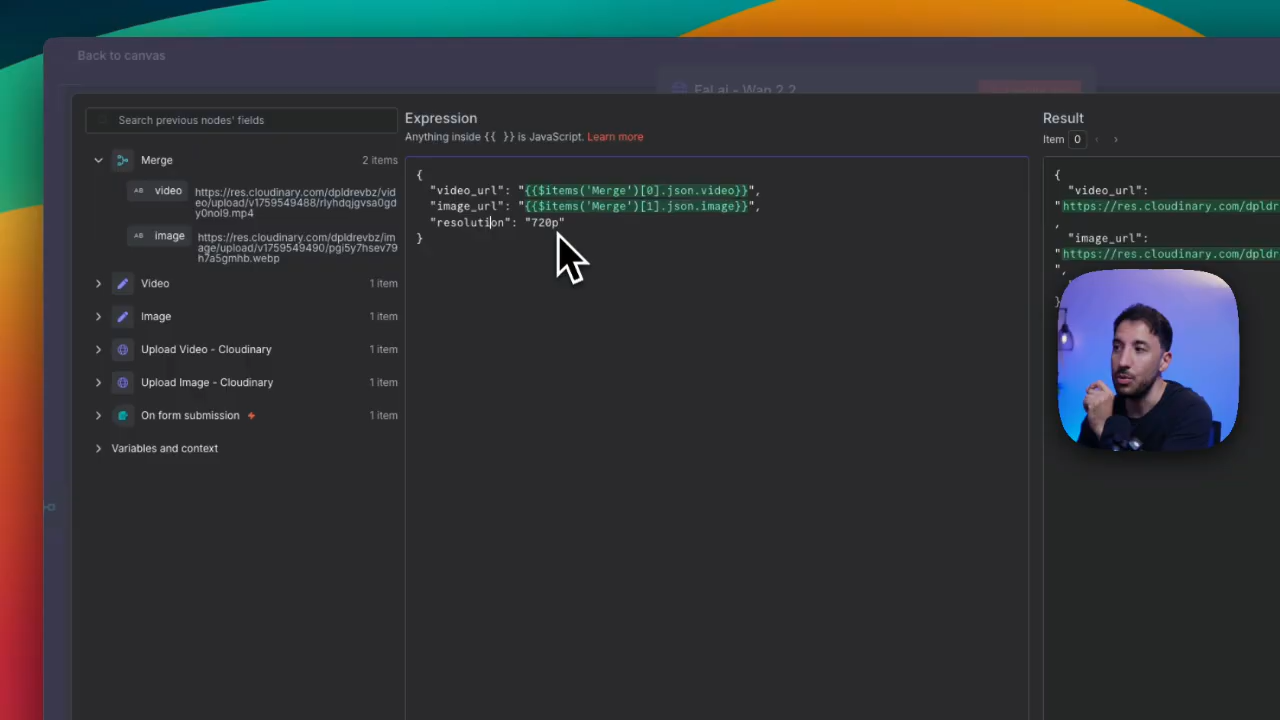 Back to canvas
Fal.ai - Wan 2.2
Search previous nodes' fields
Merge
2 items
AB video
https://res.cloudinary.com/dpldrevbz/vid
eo/upload/v1759549488/rlyhdqjgvsa0gd
y0nol9.mp4
AB image
https://res.cloudinary.com/dpldrevbz/im
age/upload/v1759549490/pgi5y7hsev79
h7a5gmhb.webp
Video
1 item
Image
1 item
Upload Video - Cloudinary
1 item
Upload Image - Cloudinary
1 item
On form submission
1 item
Variables and context
Expression
Anything inside {{ }} is JavaScript. Learn more
{
"video_url": "{{$items('Merge')[0].json.video}}",
"image_url": "{{$items('Merge')[1].json.image}}",
"resolution": "720p"
}
Result
Item 0
{
"video_url":
"https://res.cloudinary.com/dpldr
,
"image_url":
"https://res.cloudinary.com/dpldr
",
}